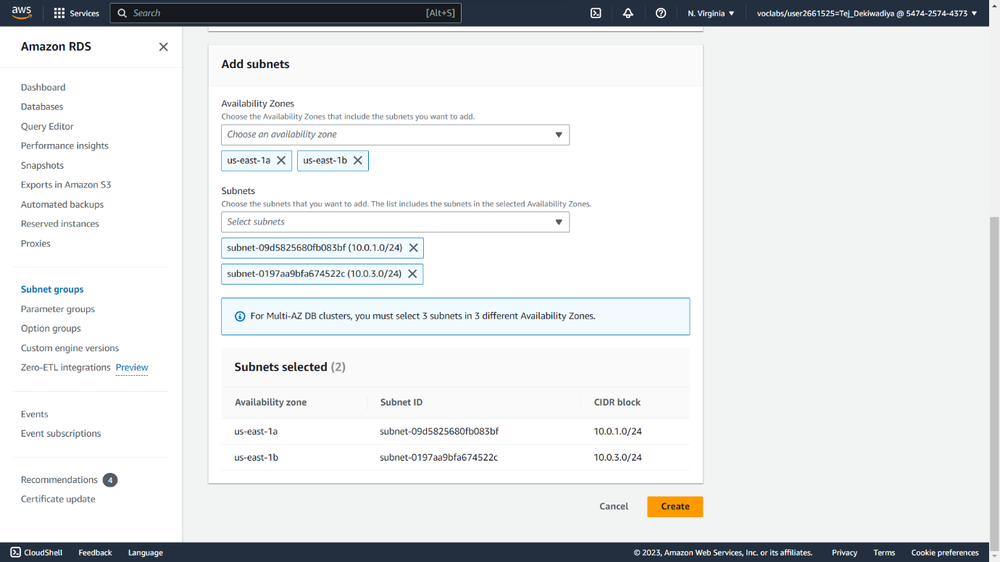 aws Services Search [Alt+S] N. Virginia voclabs/user2661525=Tej_Dekiwadiya @ 5474-2574-4373
Amazon RDS
Dashboard
Databases
Query Editor
Performance insights
Snapshots
Exports in Amazon S3
Automated backups
Reserved instances
Proxies
Subnet groups
Parameter groups
Option groups
Custom engine versions
Zero-ETL integrations Preview
Events
Event subscriptions
Recommendations 4
Certificate update
Add subnets
Availability Zones
Choose the Availability Zones that include the subnets you want to add.
Choose an availability zone
us-east-1a us-east-1b
Subnets
Choose the subnets that you want to add. The list includes the subnets in the selected Availability Zones.
Select subnets
subnet-09d5825680fb083bf (10.0.1.0/24)
subnet-0197aa9bfa674522c (10.0.3.0/24)
For Multi-AZ DB clusters, you must select 3 subnets in 3 different Availability Zones.
Subnets selected (2)
Availability zone Subnet ID CIDR block
us-east-1a subnet-09d5825680fb083bf 10.0.1.0/24
us-east-1b subnet-0197aa9bfa674522c 10.0.3.0/24
Cancel Create
CloudShell Feedback Language © 2023, Amazon Web Services, Inc. or its affiliates. Privacy Terms Cookie preferences